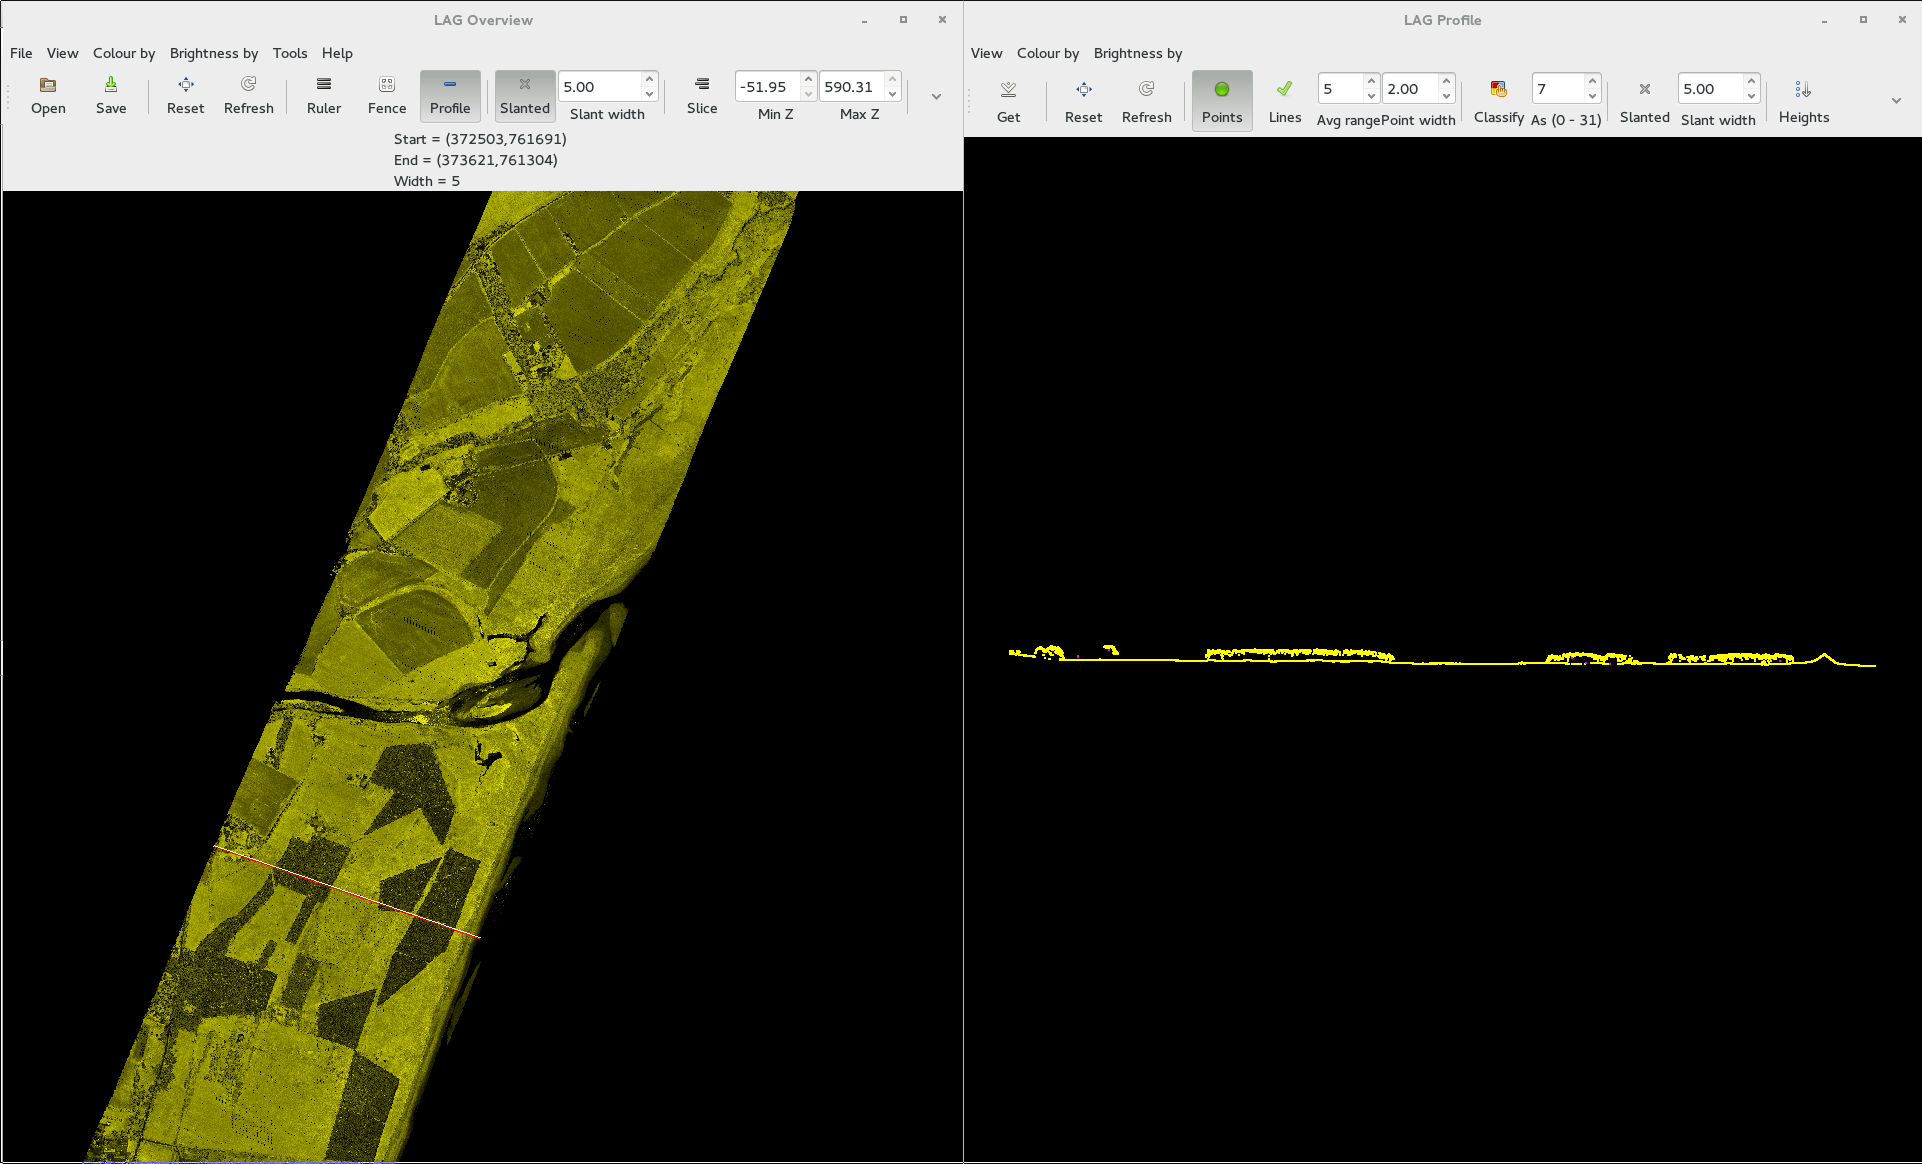 LAG Overview
File View Colour by Brightness by Tools Help
Open Save Reset Refresh Ruler Fence Profile Slanted 5.00 Slant width Slice -51.95 Min Z 590.31 Max Z
Start = (372503,761691)
End = (373621,761304)
Width = 5
LAG Profile
View Colour by Brightness by
Get Reset Refresh Points Lines 5 Avg range 2.00 Point width Classify 7 As (0 - 31) Slanted 5.00 Slant width Heights